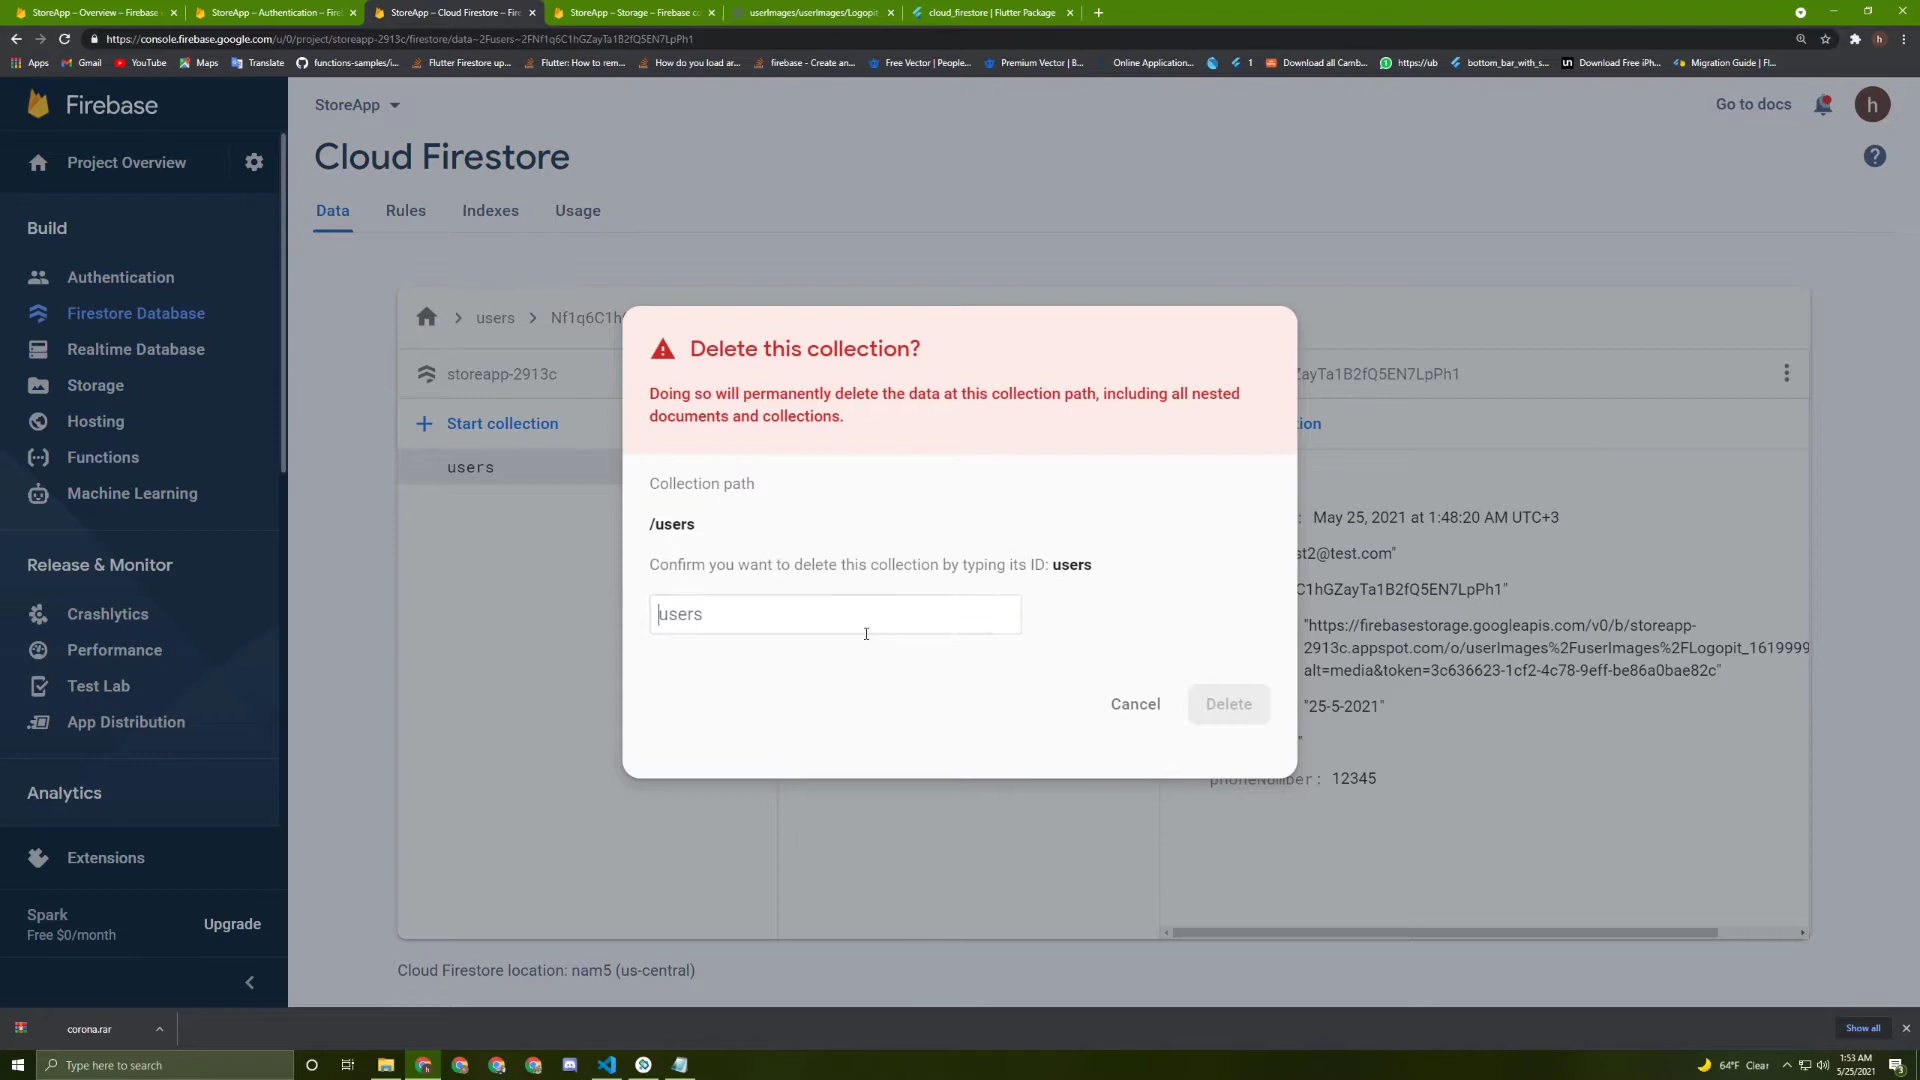 StoreApp – Overview – Firebase
StoreApp – Authentication – Fire
StoreApp – Cloud Firestore – Fire
StoreApp – Storage – Firebase co
userImages/userImages/Logopit
cloud_firestore | Flutter Package
https://console.firebase.google.com/u/0/project/storeapp-2913c/firestore/data~2Fusers~2FNf1q6C1hGZayTa1B2fQ5EN7LpPh1
Apps
Gmail
YouTube
Maps
Translate
functions-samples/i...
Flutter Firestore up...
Flutter: How to rem...
How do you load ar...
firebase - Create an...
Free Vector | People...
Premium Vector | B...
Online Application...
1
Download all Camb...
https://ub
bottom_bar_with_s...
Download Free iPh...
Migration Guide | Fl...
Firebase
Project Overview
Build
Authentication
Firestore Database
Realtime Database
Storage
Hosting
Functions
Machine Learning
Release & Monitor
Crashlytics
Performance
Test Lab
App Distribution
Analytics
Extensions
Spark
Free $0/month
Upgrade
StoreApp
Go to docs
h
Cloud Firestore
Data
Rules
Indexes
Usage
users
Nf1q6C1h
storeapp-2913c
ZayTa1B2fQ5EN7LpPh1
Start collection
tion
users
Delete this collection?
Doing so will permanently delete the data at this collection path, including all nested
documents and collections.
Collection path
/users
Confirm you want to delete this collection by typing its ID: users
users
Cancel
Delete
: May 25, 2021 at 1:48:20 AM UTC+3
st2@test.com"
C1hGZayTa1B2fQ5EN7LpPh1"
"https://firebasestorage.googleapis.com/v0/b/storeapp-
2913c.appspot.com/o/userImages%2FuserImages%2FLogopit_1619999
alt=media&token=3c636623-1cf2-4c78-9eff-be86a0bae82c"
"25-5-2021"
"
phoneNumber: 12345
Cloud Firestore location: nam5 (us-central)
corona.rar
Show all
Type here to search
64°F Clear
1:53 AM
5/25/2021
3